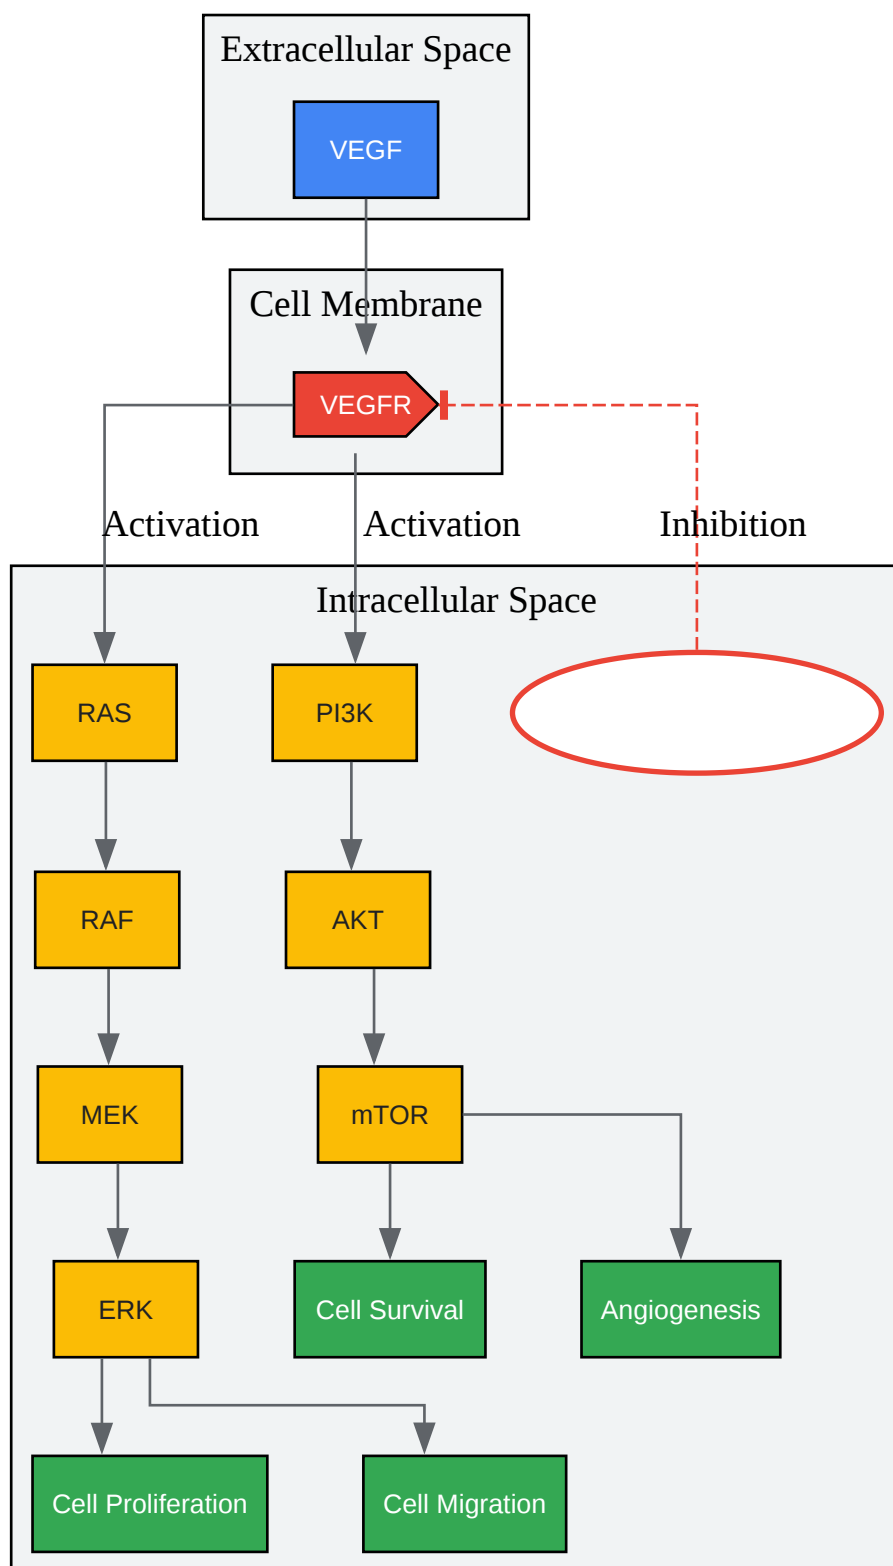 Extracellular Space
VEGF
Cell Membrane
VEGFR
Activation
Activation
Inhibition
Intracellular Space
RAS
PI3K
RAF
AKT
MEK
mTOR
ERK
Cell Survival
Angiogenesis
Cell Proliferation
Cell Migration